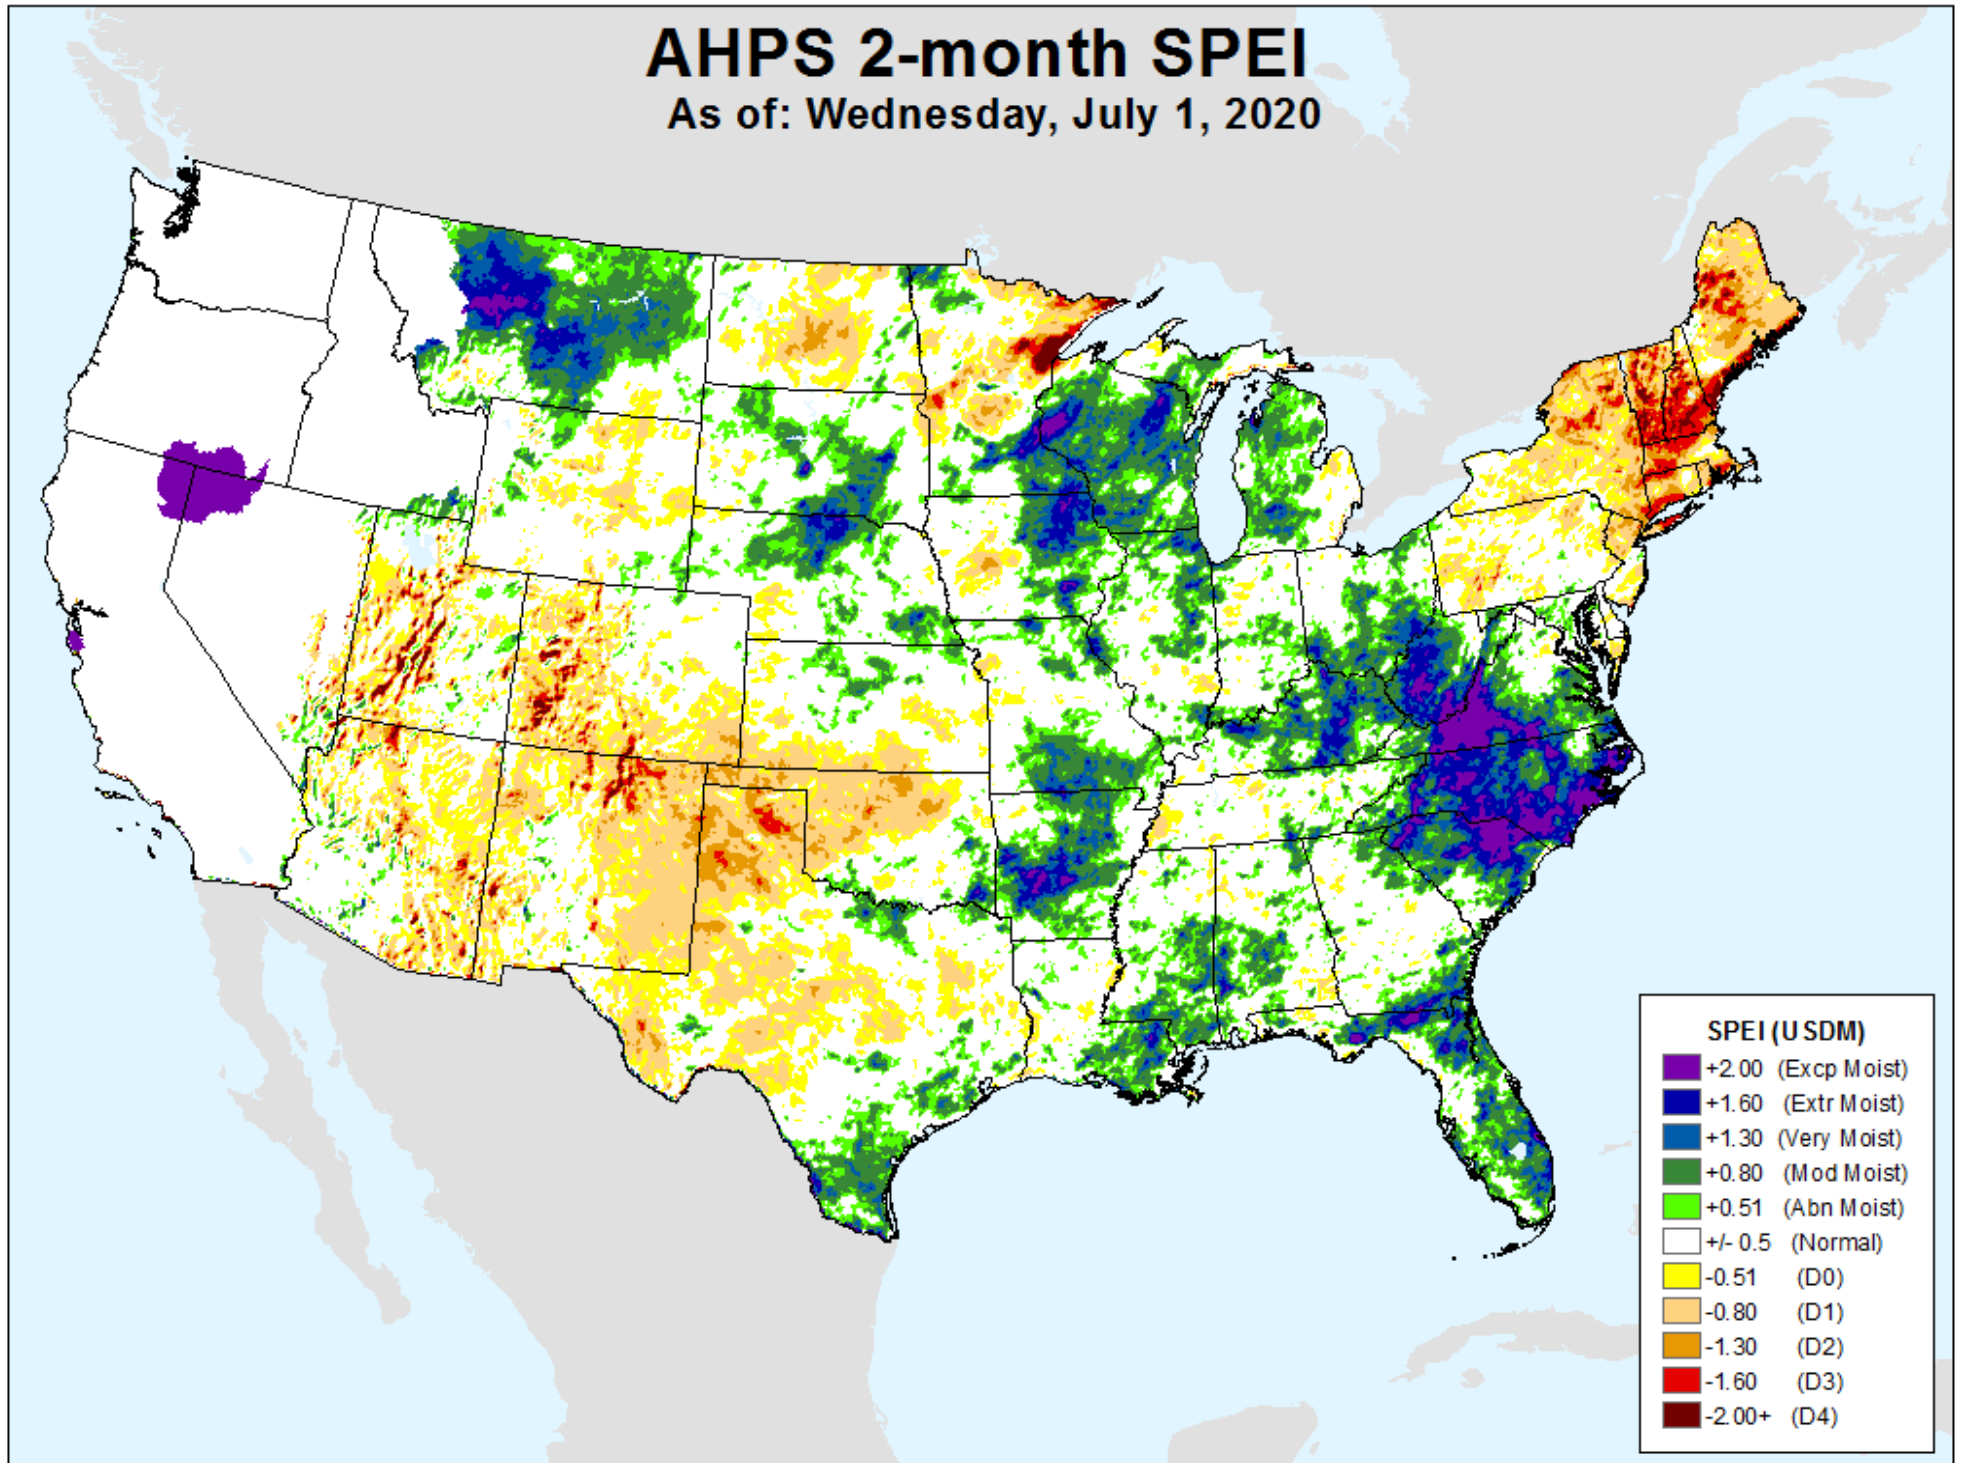 AHPS 2-month SPEI
As of: Wednesday, July 1, 2020
SPEI (USDM)
+2.00 (Excp Moist)
+1.60 (Extr Moist)
+1.30 (Very Moist)
+0.80 (Mod Moist)
+0.51 (Abn Moist)
+/- 0.5 (Normal)
-0.51 (D0)
-0.80 (D1)
-1.30 (D2)
-1.60 (D3)
-2.00+ (D4)